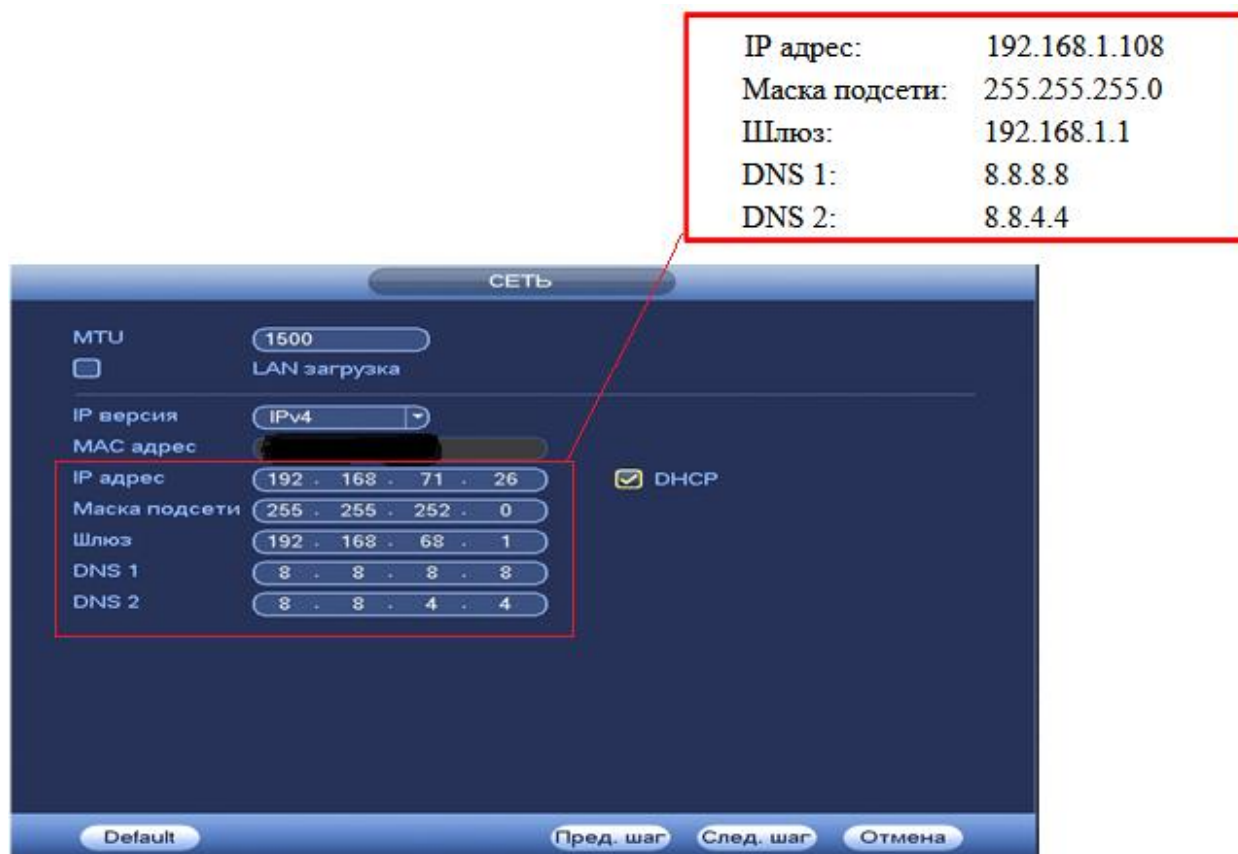 IP адрес: 192.168.1.108
Маска подсети: 255.255.255.0
Шлюз: 192.168.1.1
DNS 1: 8.8.8.8
DNS 2: 8.8.4.4
СЕТЬ
MTU 1500
LAN загрузка
IP версия IPv4
MAC адрес
IP адрес 192 . 168 . 71 . 26 DHCP
Маска подсети 255 . 255 . 252 . 0
Шлюз 192 . 168 . 68 . 1
DNS 1 8 . 8 . 8 . 8
DNS 2 8 . 8 . 4 . 4
Default Пред. шаг След. шаг Отмена